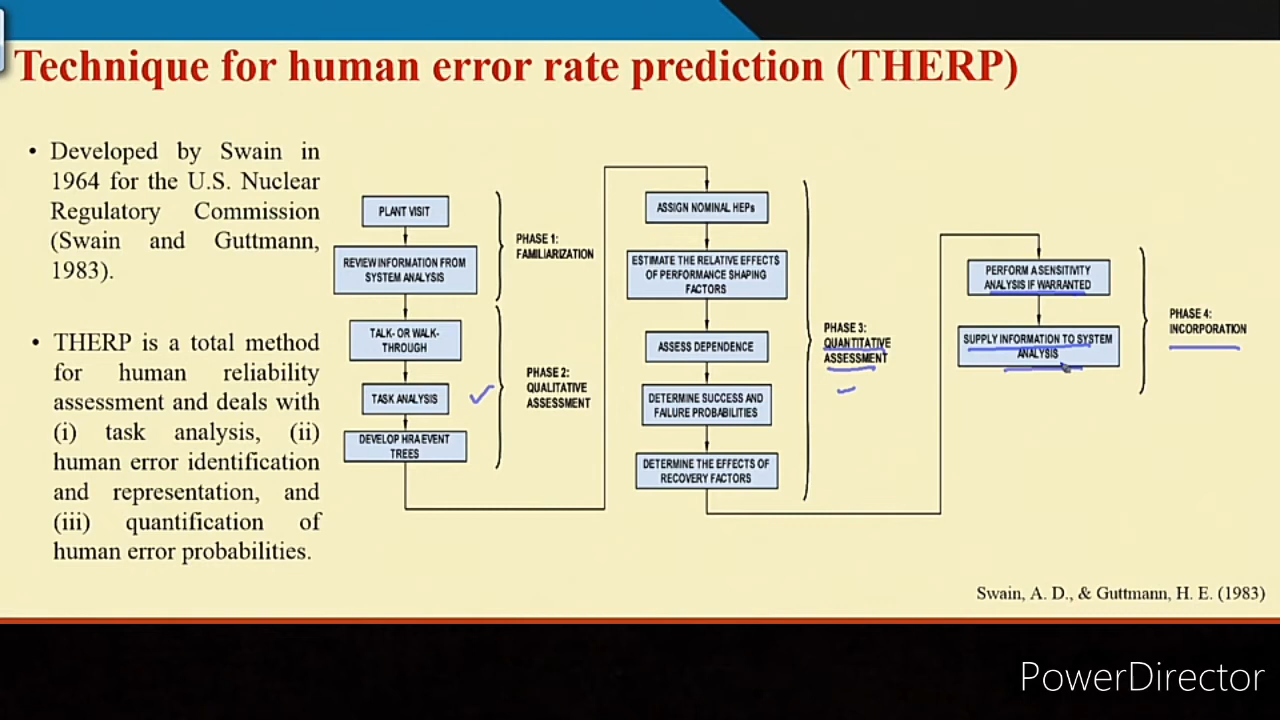 Technique for human error rate prediction (THERP)
• Developed by Swain in
1964 for the U.S. Nuclear
Regulatory Commission
(Swain and Guttmann,
1983).
• THERP is a total method
for human reliability
assessment and deals with
(i) task analysis, (ii)
human error identification
and representation, and
(iii) quantification of
human error probabilities.
PLANT VISIT
REVIEW INFORMATION FROM
SYSTEM ANALYSIS
PHASE 1:
FAMILIARIZATION
TALK- OR WALK-
THROUGH
TASK ANALYSIS
DEVELOP HRA EVENT
TREES
PHASE 2:
QUALITATIVE
ASSESSMENT
ASSIGN NOMINAL HEPs
ESTIMATE THE RELATIVE EFFECTS
OF PERFORMANCE SHAPING
FACTORS
ASSESS DEPENDENCE
DETERMINE SUCCESS AND
FAILURE PROBABILITIES
DETERMINE THE EFFECTS OF
RECOVERY FACTORS
PHASE 3:
QUANTITATIVE
ASSESSMENT
PERFORM A SENSITIVITY
ANALYSIS IF WARRANTED
SUPPLY INFORMATION TO SYSTEM
ANALYSIS
PHASE 4:
INCORPORATION
Swain, A. D., & Guttmann, H. E. (1983)
PowerDirector